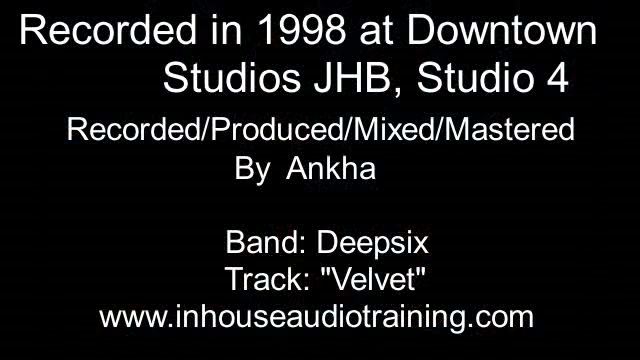 Recorded in 1998 at Downtown
Studios JHB, Studio 4
Recorded/Produced/Mixed/Mastered
By Ankha
Band: Deepsix
Track: "Velvet"
www.inhouseaudiotraining.com